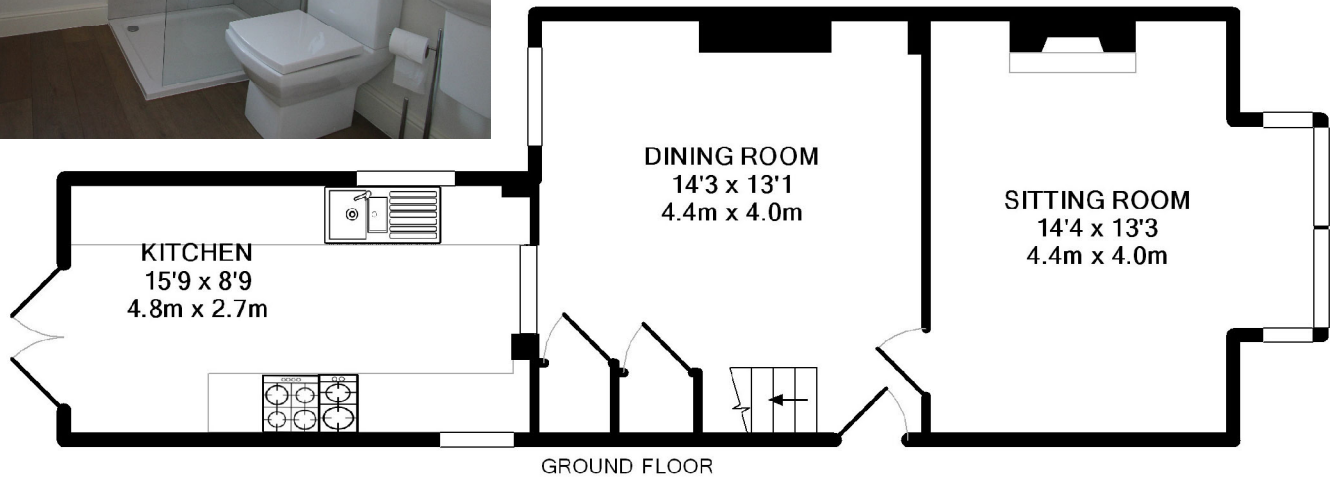 DINING ROOM
14'3 x 13'1
4.4m x 4.0m
SITTING ROOM
14'4 x 13'3
4.4m x 4.0m
KITCHEN
15'9 x 8'9
4.8m x 2.7m
GROUND FLOOR